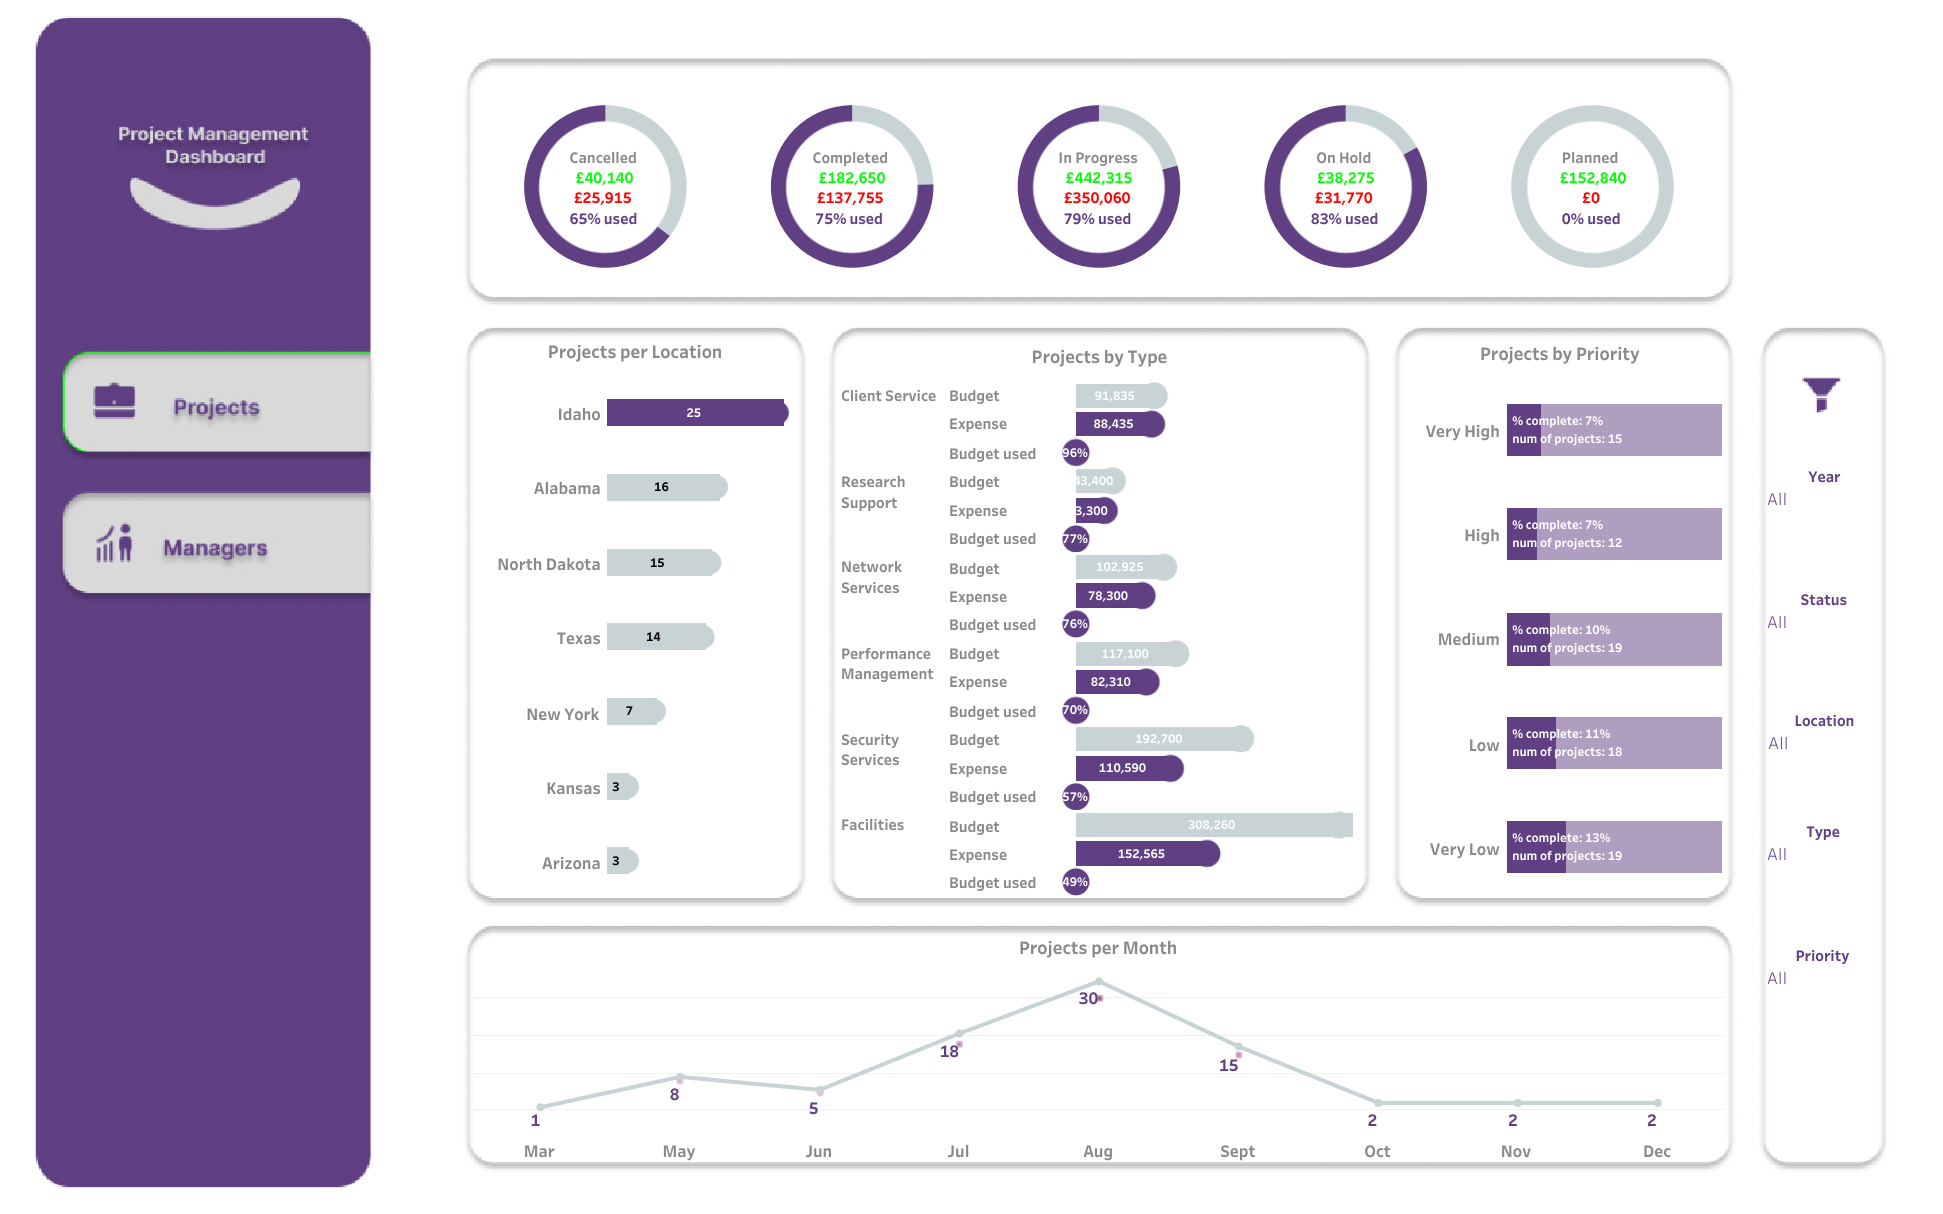 Project Management
Dashboard
Projects
Managers
Cancelled
£40,140
£25,915
65% used
Completed
£182,650
£137,755
75% used
In Progress
£442,315
£350,060
79% used
On Hold
£38,275
£31,770
83% used
Planned
£152,840
£0
0% used
Projects per Location
Idaho 25
Alabama 16
North Dakota 15
Texas 14
New York 7
Kansas 3
Arizona 3
Projects by Type
Client Service Budget 91,835
Expense 88,435
Budget used 96%
Research
Support
Budget 43,400
Expense 3,300
Budget used 77%
Network
Services
Budget 102,925
Expense 78,300
Budget used 76%
Performance
Management
Budget 117,100
Expense 82,310
Budget used 70%
Security
Services
Budget 192,700
Expense 110,590
Budget used 57%
Facilities Budget 308,260
Expense 152,565
Budget used 49%
Projects by Priority
Very High
% complete: 7%
num of projects: 15
High
% complete: 7%
num of projects: 12
Medium
% complete: 10%
num of projects: 19
Low
% complete: 11%
num of projects: 18
Very Low
% complete: 13%
num of projects: 19
Year
All
Status
All
Location
All
Type
All
Priority
All
Projects per Month
1 8 5 18 30 15 2 2 2
Mar May Jun Jul Aug Sept Oct Nov Dec